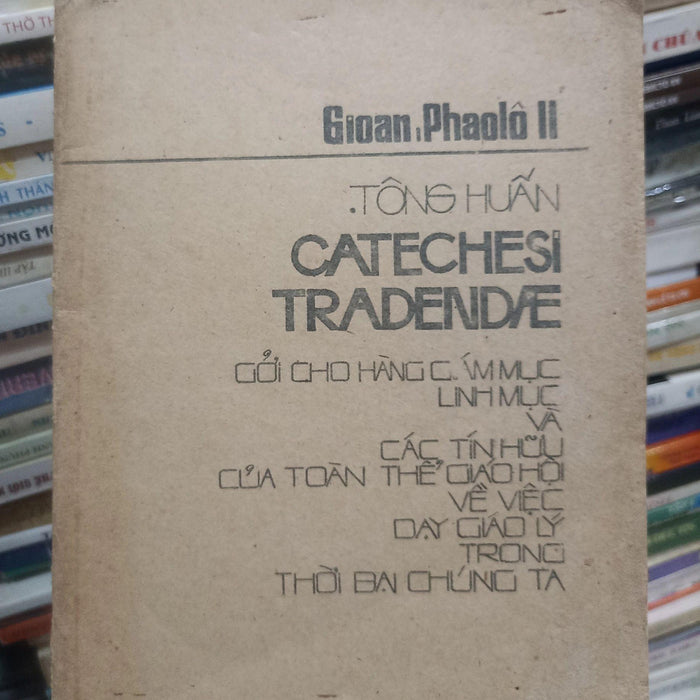 Gioan Phaolô II
TÔNG HUẤN
CATECHESI
TRADENDÆ
GỞI CHO HÀNG GIÁM MỤC
LINH MỤC
VÀ
CÁC TÍN HỮU
CỦA TOÀN THỂ GIÁO HỘI
VỀ VIỆC
DẠY GIÁO LÝ
TRONG
THỜI ĐẠI CHÚNG TA